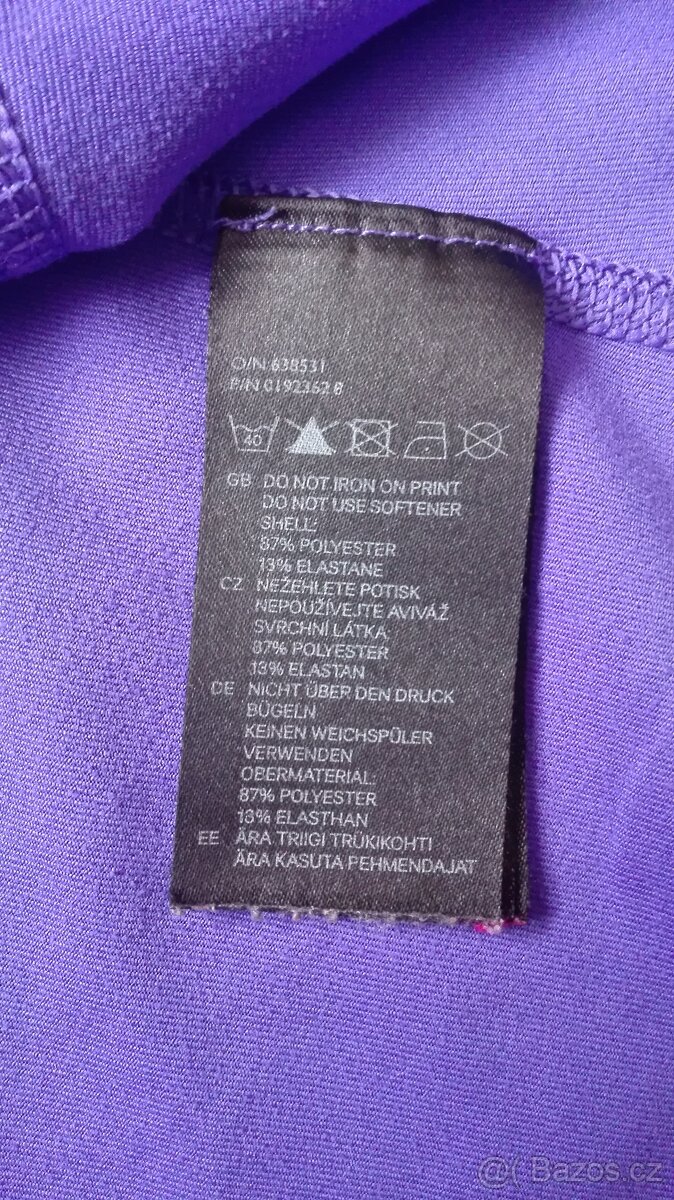 O/N 638531
P/N 0192362 8
40
GB DO NOT IRON ON PRINT
DO NOT USE SOFTENER
SHELL:
87% POLYESTER
13% ELASTANE
CZ NEŽEHLETE POTISK
NEPOUŽÍVEJTE AVIVÁŽ
SVRCHNÍ LÁTKA:
87% POLYESTER
13% ELASTAN
DE NICHT ÜBER DEN DRUCK
BÜGELN
KEINEN WEICHSPÜLER
VERWENDEN
OBERMATERIAL:
87% POLYESTER
13% ELASTHAN
EE ÄRA TRIIGI TRÜKIKOHTI
ÄRA KASUTA PEHMENDAJAT
@( Bazos.cz